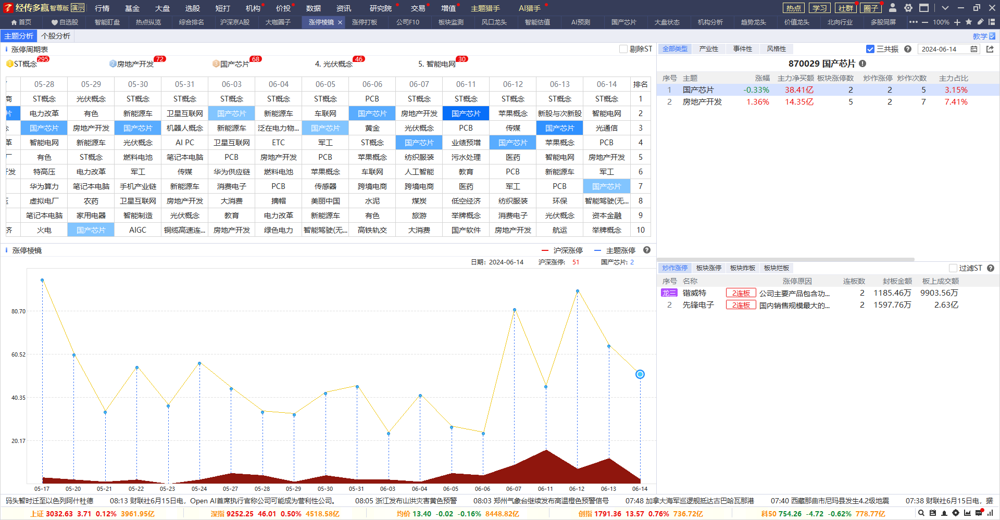 经传多赢 智尊版 演示 行情 基金 大盘 选股 短打 机构 价投 数据 资讯 研究院 交易 增值 主题猎手 AI猎手 热点 学习 社群 圈子
首页 自选股 智能盯盘 热点纵览 综合排名 沪深京A股 大咖圈子 涨停棱镜 × 涨停打板 公司F10 板块监测 风口龙头 智能估值 AI预测 国产芯片 大盘状态 机构分析 趋势龙头 价值龙头 北向行业 多股同屏 ••• — 100% +
主题分析 个股分析 教学
涨停周期表 剔除ST
1 ST概念 295 2 房地产开发 72 3 国产芯片 68 4. 光伏概念 46 5. 智能电网 30
05-28 05-29 05-30 05-31 06-03 06-04 06-05 06-06 06-07 06-11 06-12 06-13 06-14 排名
商 ST概念 光伏概念 ST概念 ST概念 ST概念 ST概念 ST概念 PCB ST概念 ST概念 ST概念 ST概念 ST概念 1
片 电力改革 有色 新能源车 卫星互联网 国产芯片 新能源车 车联网 国产芯片 房地产开发 国产芯片 苹果概念 新股与次新股 智能电网 2
国产芯片 房地产开发 国产芯片 机器人概念 新能源车 泛在电力物... 国产芯片 黄金 光伏概念 PCB 传媒 国产芯片 光通信 3
革 智能电网 新能源车 光伏概念 AI PC 卫星互联网 ETC 军工 ST概念 国产芯片 业绩预增 国产芯片 苹果概念 PCB 4
厂 有色 ST概念 燃料电池 笔记本电脑 PCB 房地产开发 PCB 苹果概念 纺织服装 污水处理 医药 智能电网 房地产开发 5
开发 特高压 电力改革 军工 传媒 华为供应链 燃料电池 苹果概念 车联网 人工智能 教育 PCB 新能源车 军工 6
华为算力 笔记本电脑 手机产业链 新能源车 消费电子 PCB 传感器 跨境电商 跨境电商 医药 军工 PCB 国产芯片 7
压 虚拟电厂 农药 卫星互联网 房地产开发 大消费 摘帽 美丽中国 水泥 煤炭 低空经济 纺织服装 环保 智能驾驶(无... 8
笔记本电脑 家用电器 智能制造 光伏概念 教育 电力改革 新能源车 有色 旅游 举牌概念 消费电子 光伏概念 资本金融 9
济 火电 国产芯片 AIGC 铜缆高速连... 房地产开发 绿色电力 智能驾驶(无... 高铁轨交 大消费 国产软件 房地产开发 航运 举牌概念 10
涨停棱镜 沪深涨停 主题涨停
日期: 2024-06-14 沪深涨停: 51 国产芯片: 2
80.70
60.52
40.35
20.17
05-17 05-20 05-21 05-22 05-23 05-24 05-27 05-28 05-29 05-30 05-31 06-03 06-04 06-05 06-06 06-07 06-11 06-12 06-13 06-14
全部类型 产业性 事件性 风格性 三共振 2024-06-14
870029 国产芯片
序号 主题 涨幅 主力净买额 板块涨停数 炒作涨停 炒作次数 主力占比
1 国产芯片 -0.33% 38.41亿 2 2 5 3.15%
2 房地产开发 1.36% 14.35亿 5 2 7 7.41%
炒作涨停 板块涨停 板块炸板 板块烂板 过滤ST
序号 名称 涨停原因 连板数 封板金额 板上成交额
龙三 锴威特 2连板 公司主要产品包含功... 2 1185.46万 9903.56万
2 先锋电子 2连板 国内销售规模最大的... 2 1597.76万 2.63亿
码头暂时迁至以色列阿什杜德 08:13 财联社6月15日电，Open AI首席执行官称公司可能成为营利性公司。 08:05 浙江发布山洪灾害黄色预警 08:03 郑州气象台继续发布高温橙色预警信号 07:48 加拿大海军巡逻舰抵达古巴哈瓦那港 07:40 西藏那曲市尼玛县发生4.2级地震 07:38 财联社6月15日电，据
上证 3032.63 3.71 0.12% 3961.95亿 深指 9252.25 46.01 0.50% 4518.58亿 均价 13.40 -0.02 -0.16% 8448.82亿 创指 1791.36 13.57 0.76% 736.72亿 科50 754.26 -4.72 -0.62% 778.77亿